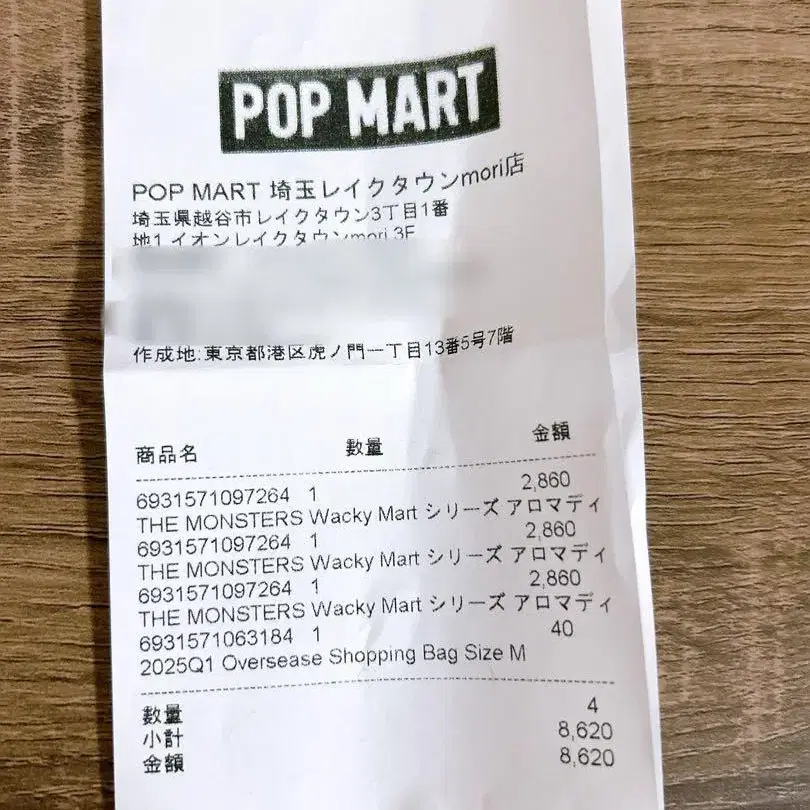 POP MART
POP MART 埼玉レイクタウンmori店
埼玉県越谷市レイクタウン3丁目1番
地1 イオンレイクタウンmori 3F
作成地:東京都港区虎ノ門一丁目13番5号7階
商品名 数量 金額
6931571097264 1 2,860
THE MONSTERS Wacky Mart シリーズ アロマディ
6931571097264 1 2,860
THE MONSTERS Wacky Mart シリーズ アロマディ
6931571097264 1 2,860
THE MONSTERS Wacky Mart シリーズ アロマディ
6931571063184 1 40
2025Q1 Oversease Shopping Bag Size M
数量 4
小計 8,620
金額 8,620